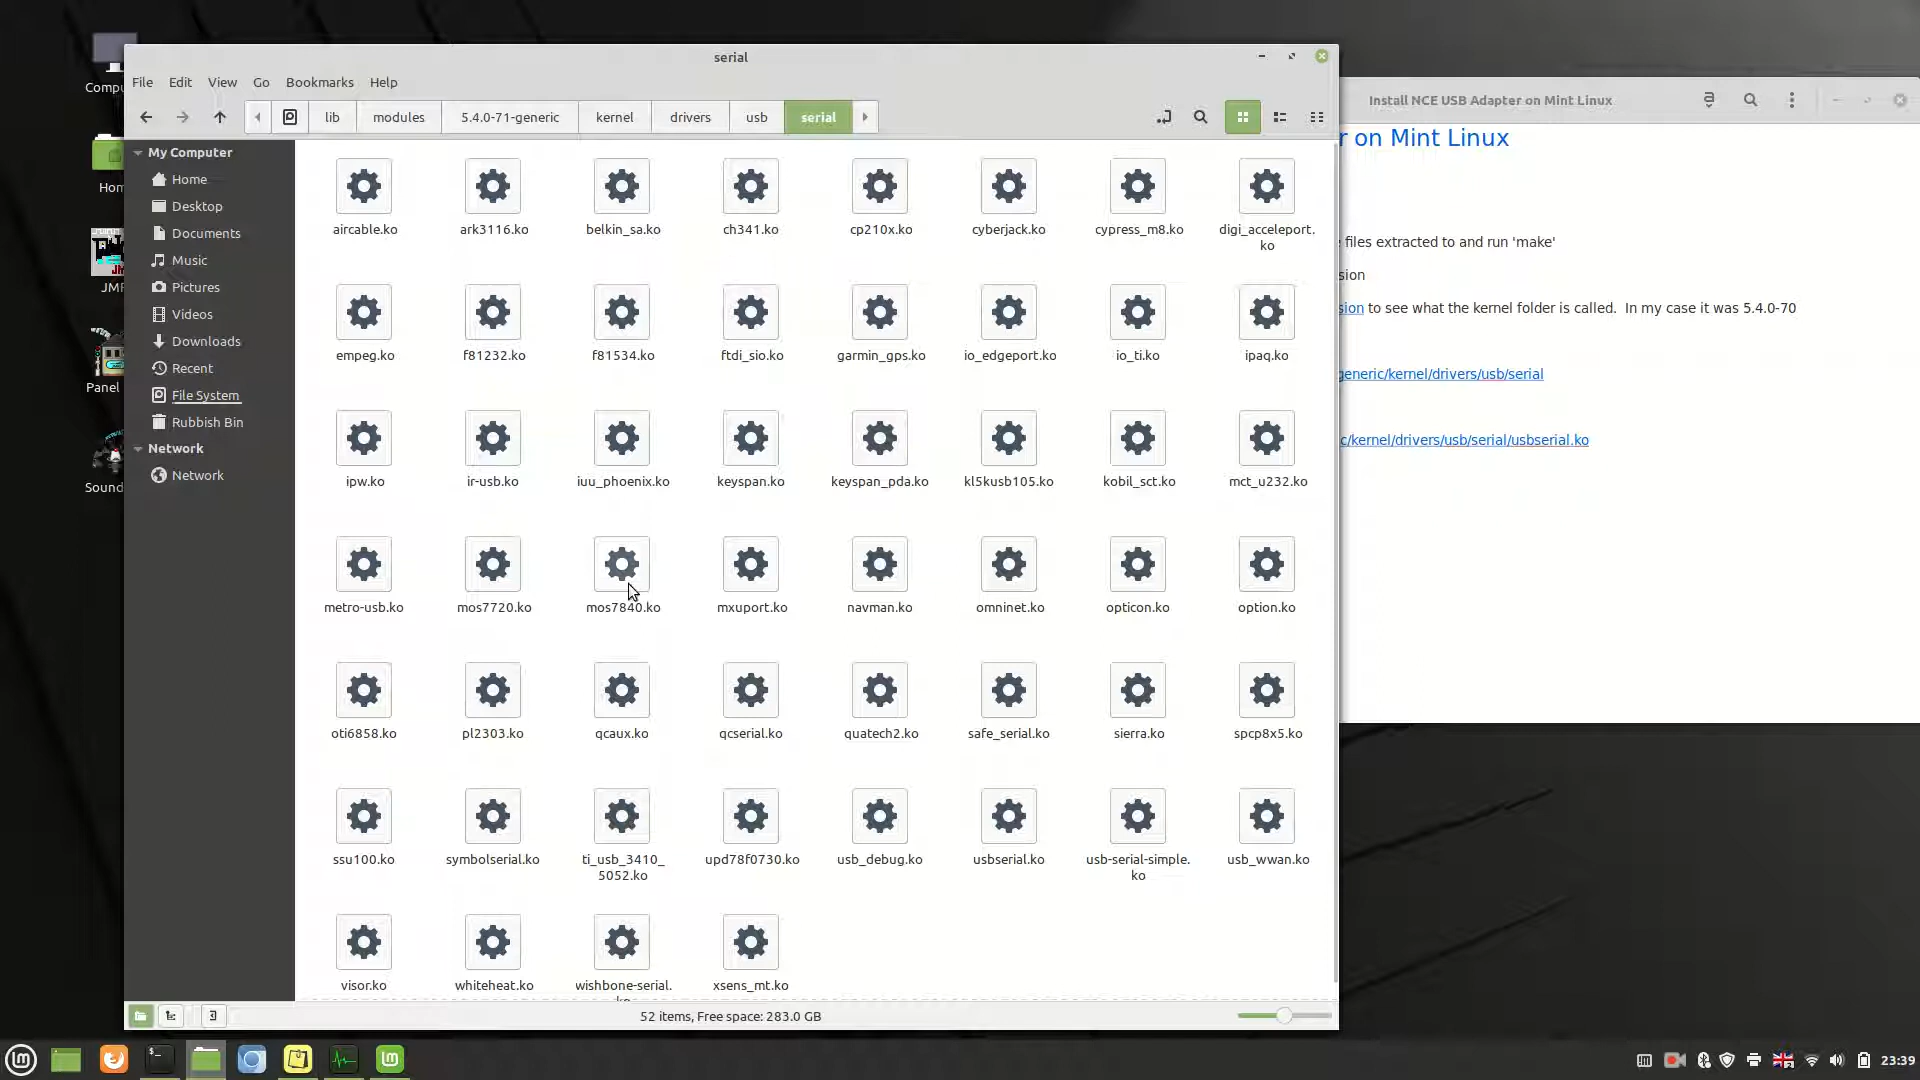 serial
File Edit View Go Bookmarks Help
lib modules 5.4.0-71-generic kernel drivers usb serial
My Computer
Home
Desktop
Documents
Music
Pictures
Videos
Downloads
Recent
File System
Rubbish Bin
Network
Network
aircable.ko ark3116.ko belkin_sa.ko ch341.ko cp210x.ko cyberjack.ko cypress_m8.ko digi_acceleport.
ko
empeg.ko f81232.ko f81534.ko ftdi_sio.ko garmin_gps.ko io_edgeport.ko io_ti.ko ipaq.ko
ipw.ko ir-usb.ko iuu_phoenix.ko keyspan.ko keyspan_pda.ko kl5kusb105.ko kobil_sct.ko mct_u232.ko
metro-usb.ko mos7720.ko mos7840.ko mxuport.ko navman.ko omninet.ko opticon.ko option.ko
oti6858.ko pl2303.ko qcaux.ko qcserial.ko quatech2.ko safe_serial.ko sierra.ko spcp8x5.ko
ssu100.ko symbolserial.ko ti_usb_3410_ upd78f0730.ko usb_debug.ko usbserial.ko usb-serial-simple. usb_wwan.ko
5052.ko ko
visor.ko whiteheat.ko wishbone-serial. xsens_mt.ko
52 items, Free space: 283.0 GB
Compu
Hom
JMF
Panel
Sound
Install NCE USB Adapter on Mint Linux
r on Mint Linux
files extracted to and run 'make'
sion
sion to see what the kernel folder is called. In my case it was 5.4.0-70
generic/kernel/drivers/usb/serial
c/kernel/drivers/usb/serial/usbserial.ko
23:39